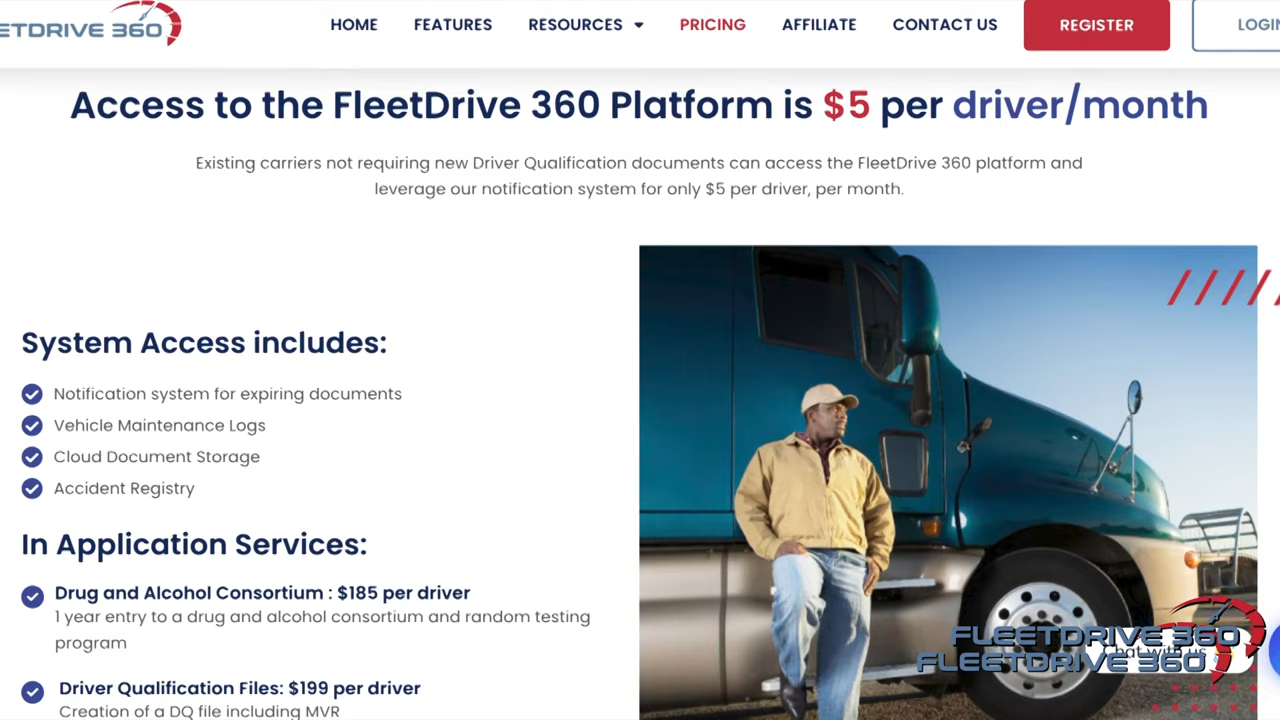 ETDRIVE 360
HOME FEATURES RESOURCES PRICING AFFILIATE CONTACT US REGISTER LOGIN
Access to the FleetDrive 360 Platform is $5 per driver/month
Existing carriers not requiring new Driver Qualification documents can access the FleetDrive 360 platform and
leverage our notification system for only $5 per driver, per month.
System Access includes:
Notification system for expiring documents
Vehicle Maintenance Logs
Cloud Document Storage
Accident Registry
In Application Services:
Drug and Alcohol Consortium : $185 per driver
1 year entry to a drug and alcohol consortium and random testing
program
Driver Qualification Files: $199 per driver
Creation of a DQ file including MVR
FLEETDRIVE 360
Chat with us
FLEETDRIVE 360